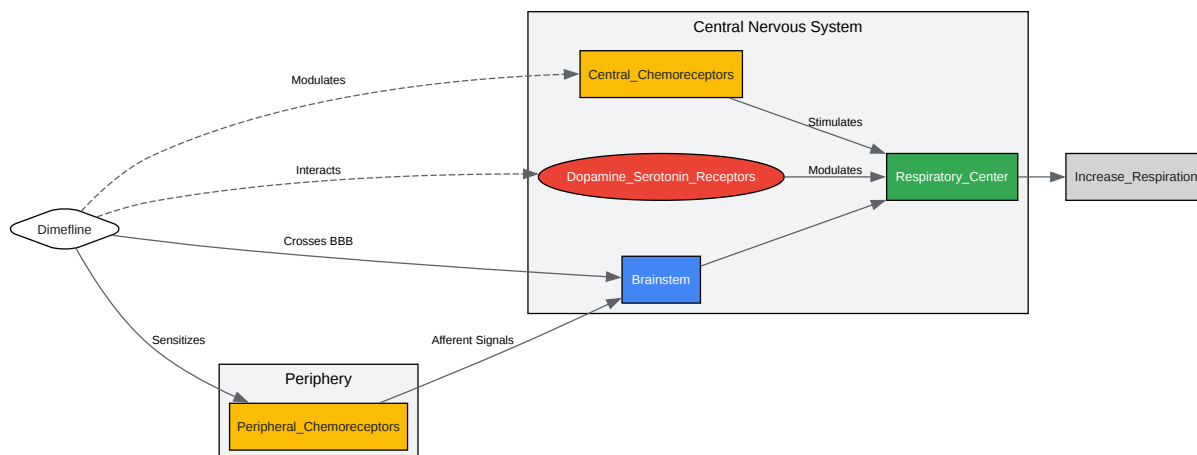 Central Nervous System
Central_Chemoreceptors
Modulates
Stimulates
Interacts
Dopamine_Serotonin_Receptors
Modulates
Respiratory_Center
Increase_Respiration
Dimefline
Crosses BBB
Brainstem
Sensitizes
Afferent Signals
Periphery
Peripheral_Chemoreceptors